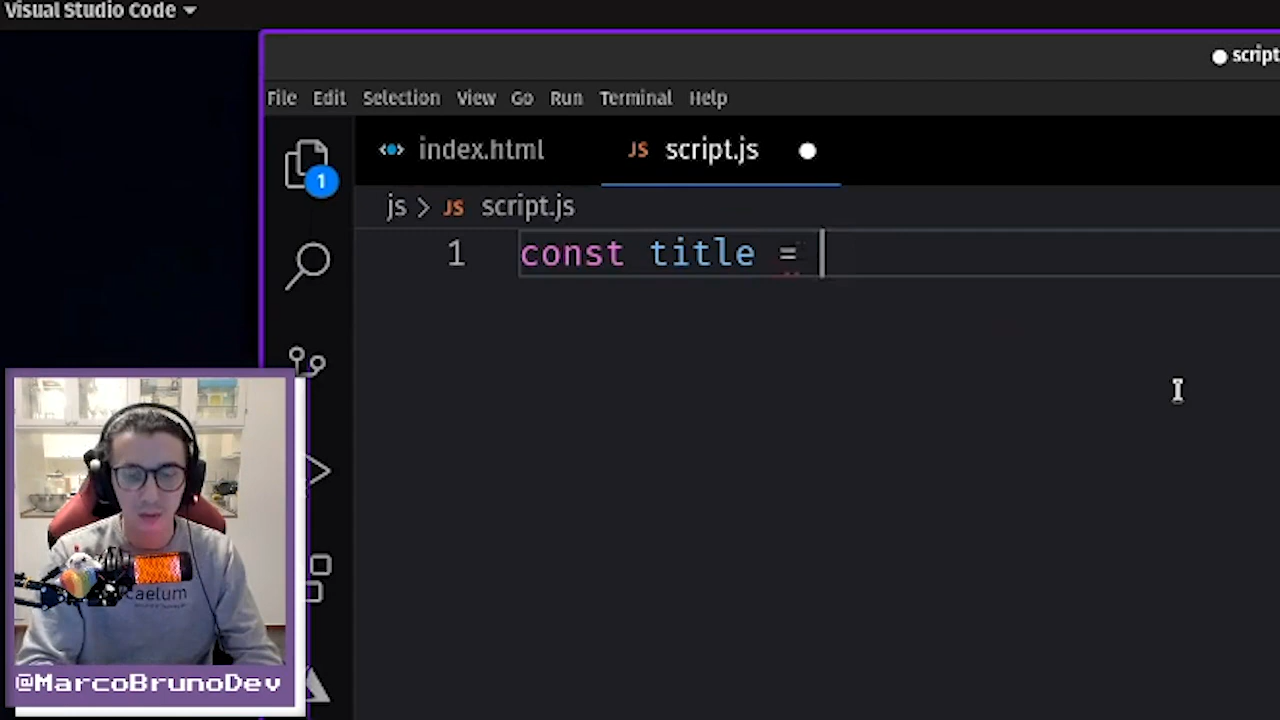 Visual Studio Code
script
File Edit Selection View Go Run Terminal Help
index.html JS script.js
1
js > JS script.js
1 const title =
caelum
@MarcoBrunoDev